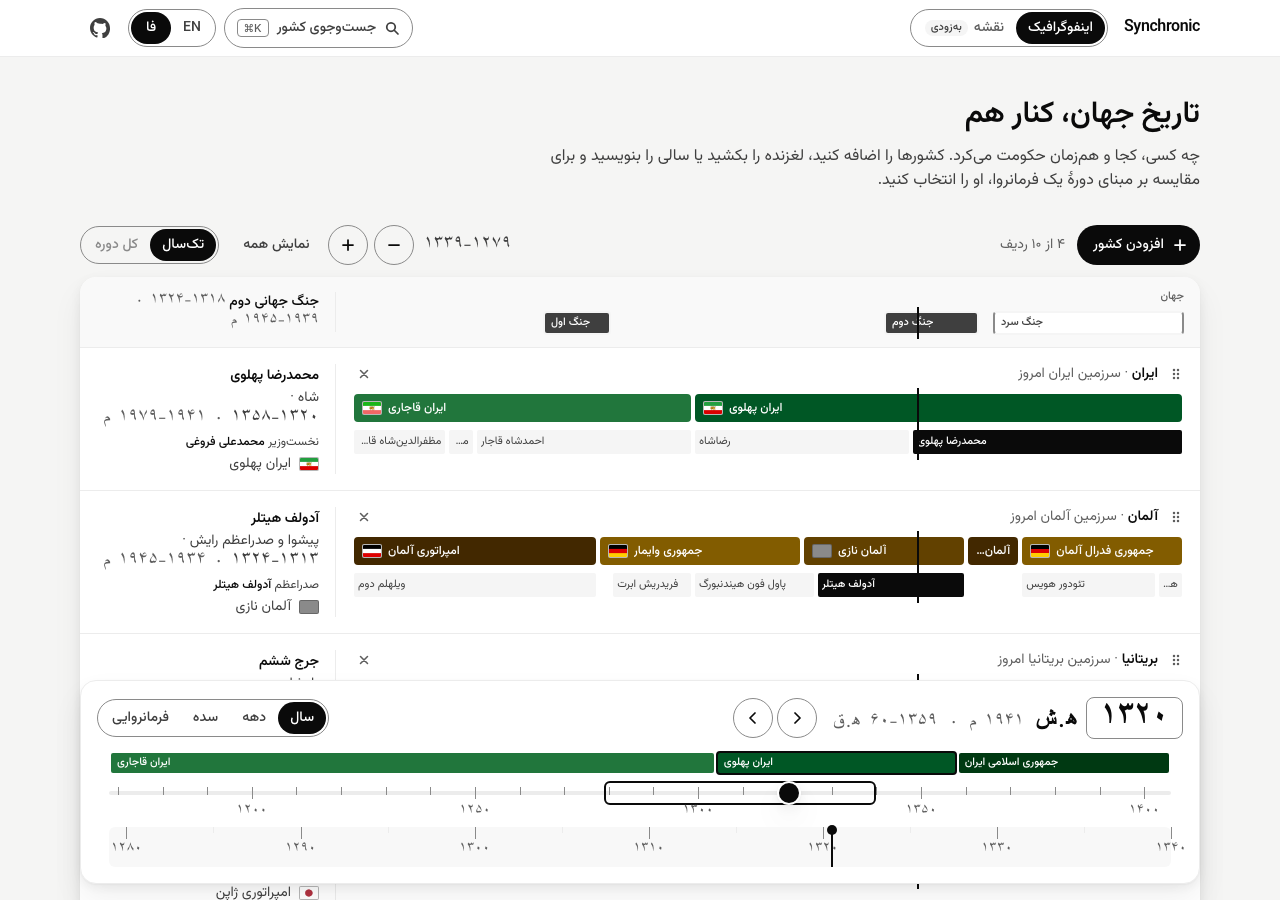 Synchronic
اینفوگرافیک
نقشه به‌زودی
جست‌وجوی کشور ⌘K
EN
فا
تاریخ جهان، کنار هم
چه کسی، کجا و هم‌زمان حکومت می‌کرد. کشورها را اضافه کنید، لغزنده را بکشید یا سالی را بنویسید و برای
مقایسه بر مبنای دورهٔ یک فرمانروا، او را انتخاب کنید.
+ افزودن کشور
۴ از ۱۰ ردیف
۱۲۷۹–۱۳۳۹
− +
نمایش همه
تک‌سال
کل دوره
جهان
جنگ سرد
جنگ دوم
جنگ اول
جنگ جهانی دوم ۱۳۱۸–۱۳۲۴ ·
۱۹۳۹–۱۹۴۵ م
ایران · سرزمین ایران امروز
ایران پهلوی
ایران قاجاری
محمدرضا پهلوی
رضاشاه
احمدشاه قاجار
م...
مظفرالدین‌شاه قا...
محمدرضا پهلوی
شاه ·
۱۳۲۰–۱۳۵۸ · ۱۹۴۱–۱۹۷۹ م
نخست‌وزیر محمدعلی فروغی
ایران پهلوی
آلمان · سرزمین آلمان امروز
جمهوری فدرال آلمان
آلمان...
آلمان نازی
جمهوری وایمار
امپراتوری آلمان
ه...
تئودور هویس
آدولف هیتلر
پاول فون هیندنبورگ
فریدریش ابرت
ویلهلم دوم
آدولف هیتلر
پیشوا و صدراعظم رایش ·
۱۳۱۳–۱۳۲۴ · ۱۹۳۴–۱۹۴۵ م
صدراعظم آدولف هیتلر
آلمان نازی
بریتانیا · سرزمین بریتانیا امروز
جرج ششم
۱۳۲۰ ه‍.ش
۱۹۴۱ م · ۱۳۵۹–۶۰ ه‍.ق
سال
دهه
سده
فرمانروایی
جمهوری اسلامی ایران
ایران پهلوی
ایران قاجاری
۱۲۰۰ ۱۲۵۰ ۱۳۰۰ ۱۳۵۰ ۱۴۰۰
۱۲۸۰ ۱۲۹۰ ۱۳۰۰ ۱۳۱۰ ۱۳۲۰ ۱۳۳۰ ۱۳۴۰
امپراتوری ژاپن